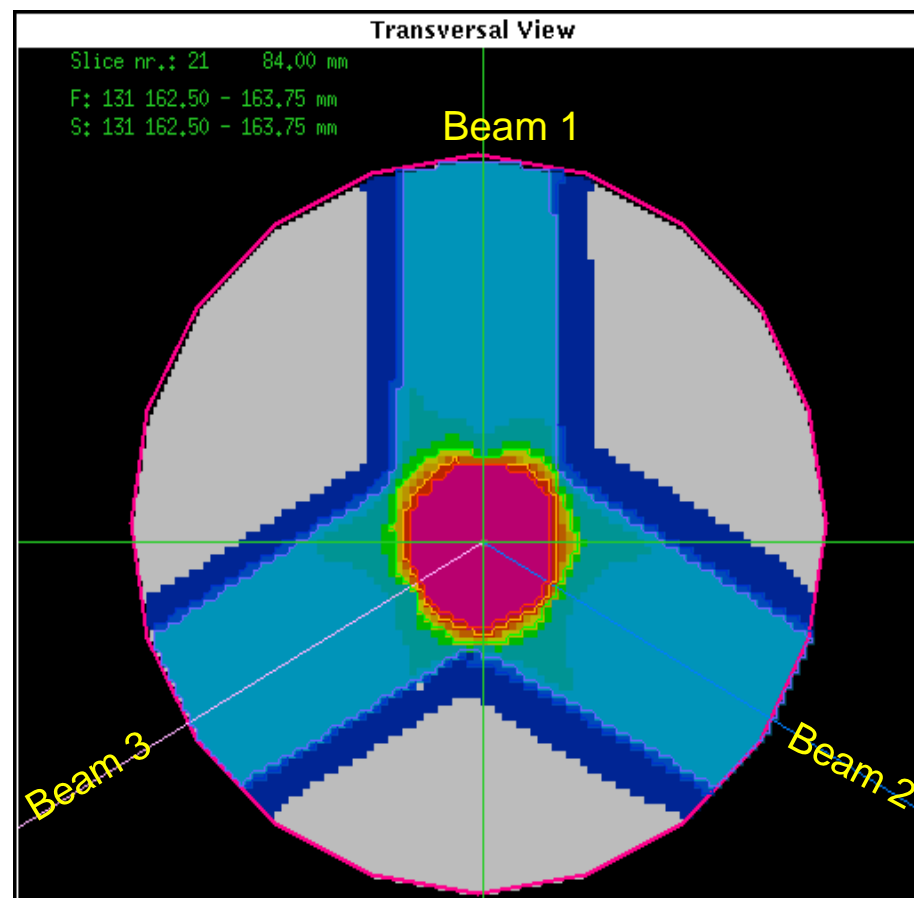 Transversal View
Slice nr.: 21 84.00 mm
F: 131 162.50 - 163.75 mm
S: 131 162.50 - 163.75 mm
Beam 1
Beam 3
Beam 2